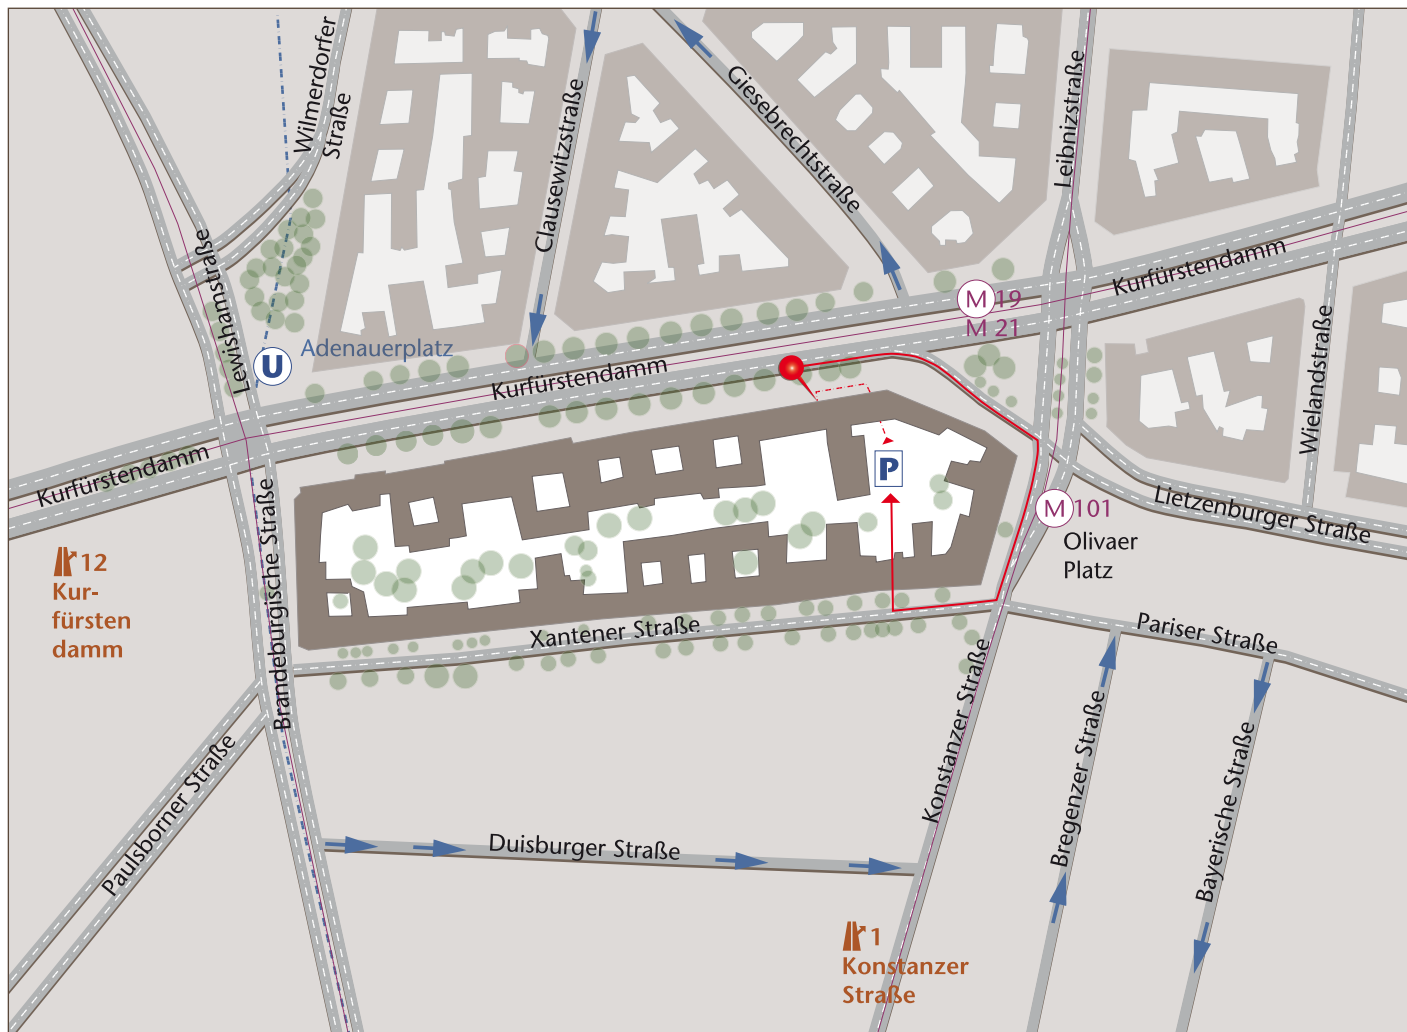 Wilmerdorfer
Straße
Clausewitzstraße
Giesebrechtstraße
Leibnizstraße
Lewishamstraße
Kurfürstendamm
M 19
M 21
U
Adenauerplatz
Kurfürstendamm
Wielandstraße
Kurfürstendamm
P
M 101
Olivaer
Platz
Lietzenburger Straße
12
Kur-
fürsten
damm
Brandeburgische Straße
Xantener Straße
Pariser Straße
Konstanzer Straße
Bregenzer Straße
Bayerische Straße
Paulsborner Straße
Duisburger Straße
1
Konstanzer
Straße